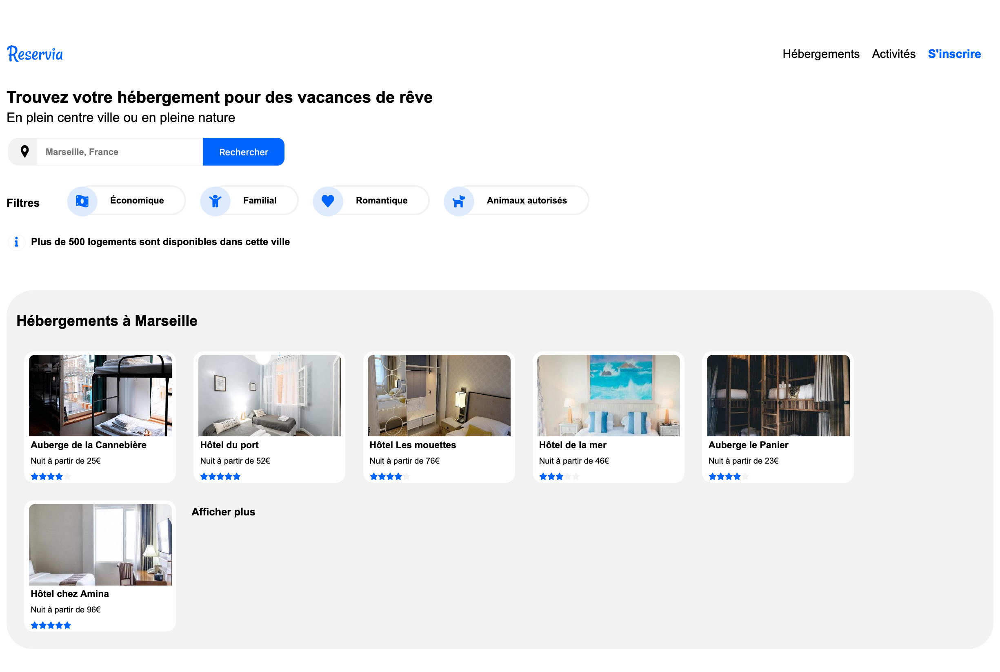 Reservia
Hébergements Activités S'inscrire
Trouvez votre hébergement pour des vacances de rêve
En plein centre ville ou en pleine nature
Marseille, France Rechercher
Filtres Économique Familial Romantique Animaux autorisés
Plus de 500 logements sont disponibles dans cette ville
Hébergements à Marseille
Auberge de la Cannebière
Nuit à partir de 25€
Hôtel du port
Nuit à partir de 52€
Hôtel Les mouettes
Nuit à partir de 76€
Hôtel de la mer
Nuit à partir de 46€
Auberge le Panier
Nuit à partir de 23€
Hôtel chez Amina
Nuit à partir de 96€
Afficher plus